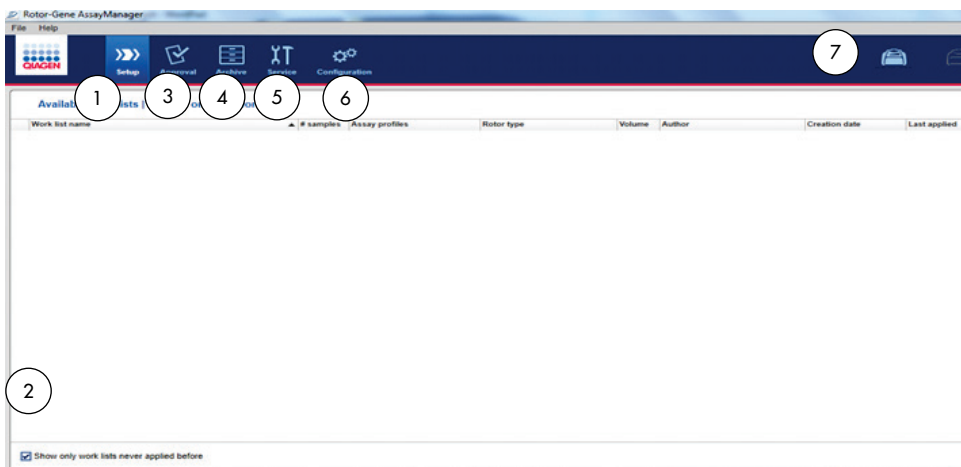 Rotor-Gene AssayManager
File Help
QIAGEN
Setup Approval Archive Service Configuration
7
1 3 4 5 6
Work list name # samples Assay profiles Rotor type Volume Author Creation date Last applied
2
Show only work lists never applied before